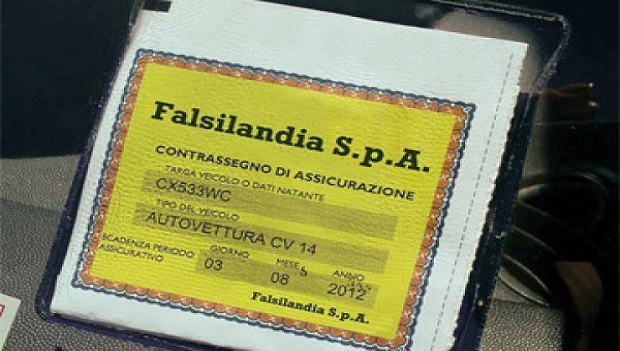 Falsilandia S.p.A.
CONTRASSEGNO DI ASSICURAZIONE
TARGA VEICOLO O DATI NATANTE
CX533WC
TIPO DEL VEICOLO
AUTOVETTURA CV 14
SCADENZA PERIODO ASSICURATIVO
GIORNO MESE ANNO
03 08 2012
Falsilandia S.p.A.